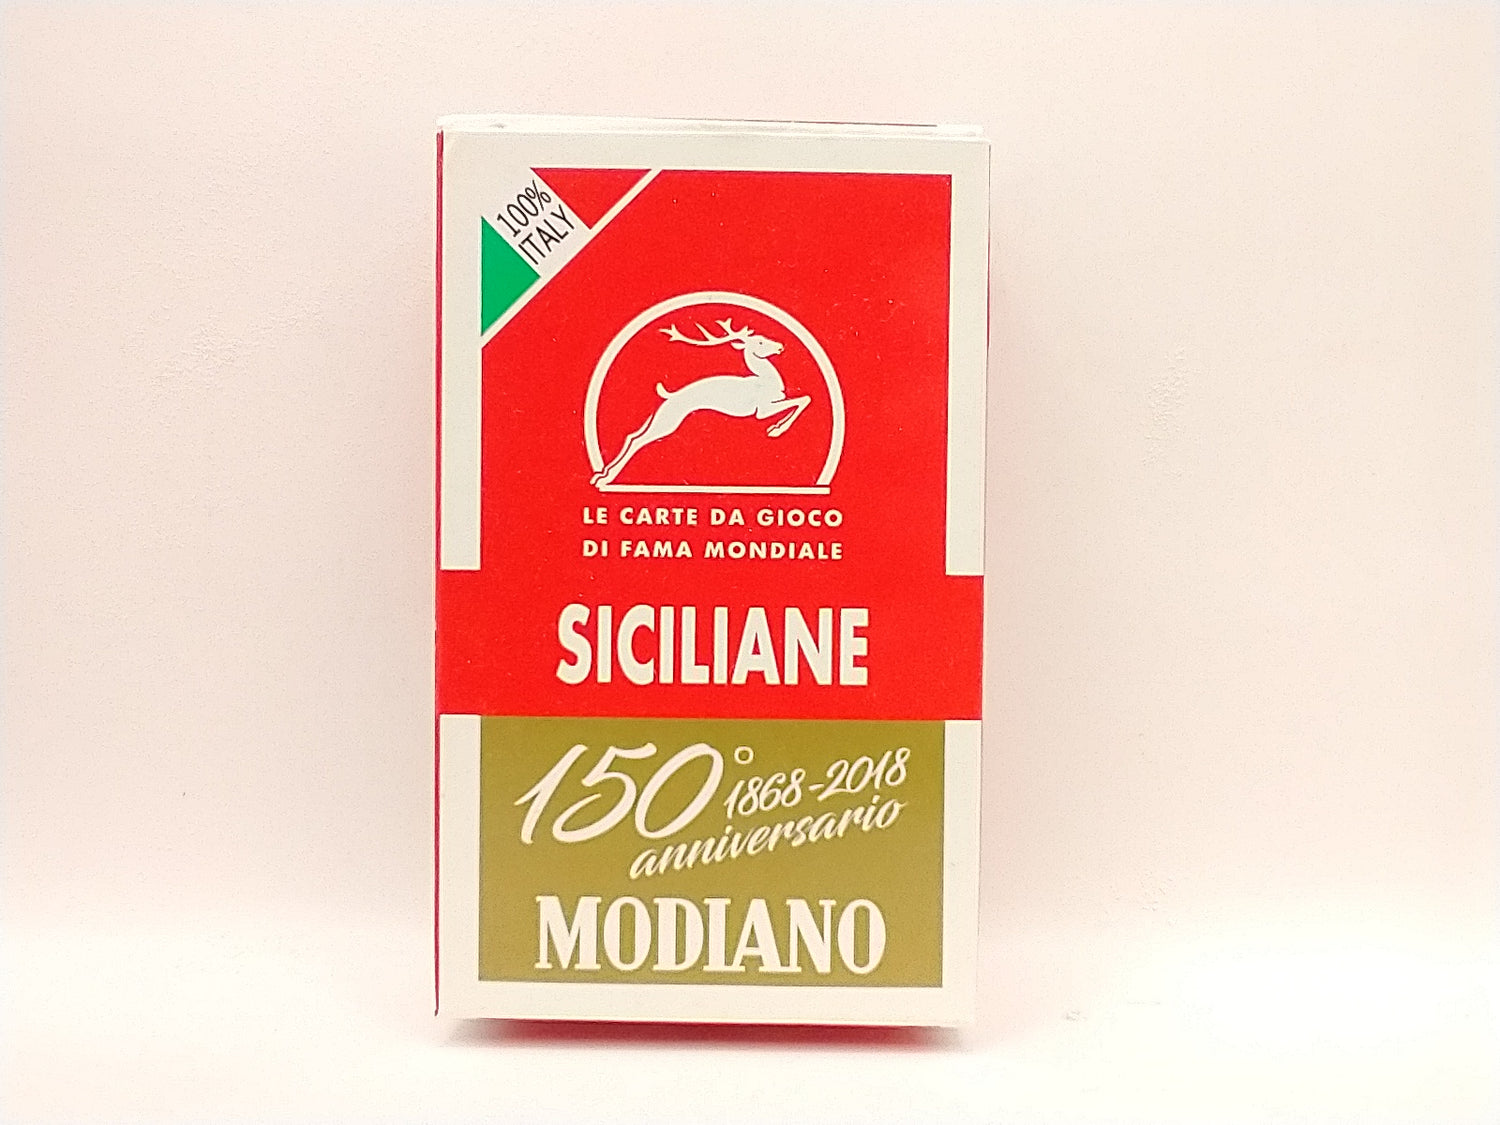 100%
ITALY
LE CARTE DA GIOCO
DI FAMA MONDIALE
SICILIANE
150° 1868-2018
anniversario
MODIANO